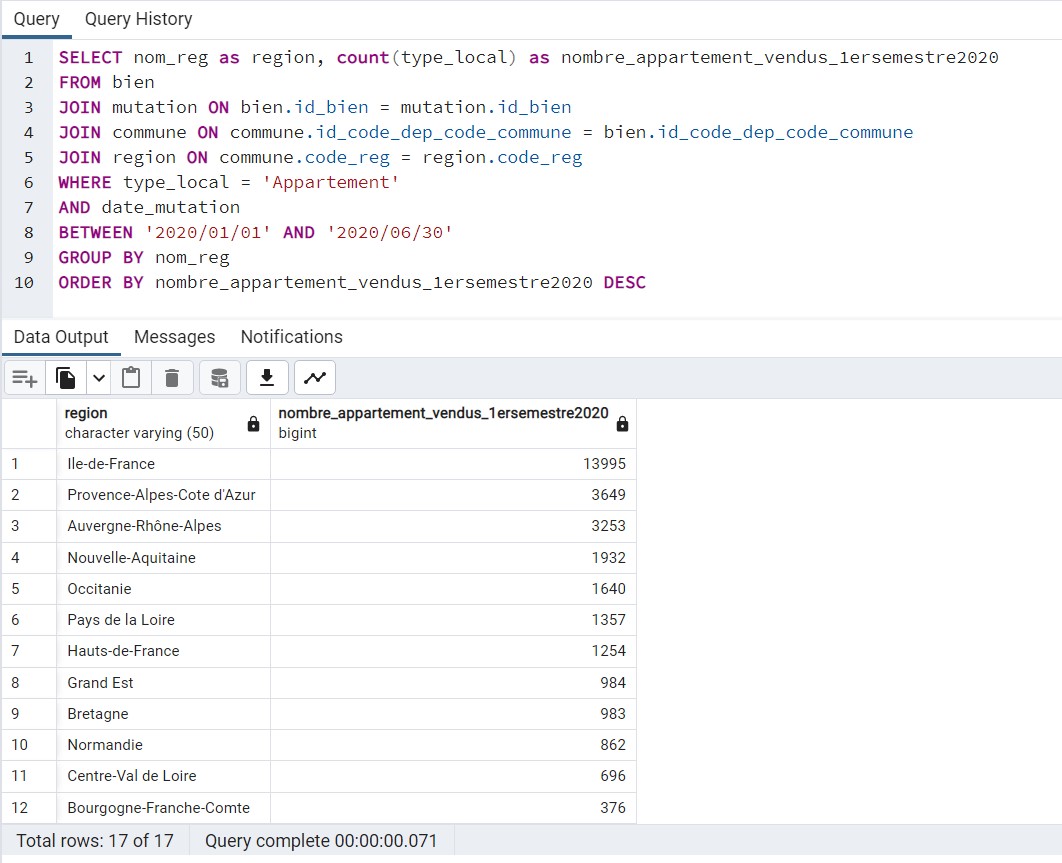 Query Query History
1 SELECT nom_reg as region, count(type_local) as nombre_appartement_vendus_1ersemestre2020
2 FROM bien
3 JOIN mutation ON bien.id_bien = mutation.id_bien
4 JOIN commune ON commune.id_code_dep_code_commune = bien.id_code_dep_code_commune
5 JOIN region ON commune.code_reg = region.code_reg
6 WHERE type_local = 'Appartement'
7 AND date_mutation
8 BETWEEN '2020/01/01' AND '2020/06/30'
9 GROUP BY nom_reg
10 ORDER BY nombre_appartement_vendus_1ersemestre2020 DESC
Data Output Messages Notifications
region nombre_appartement_vendus_1ersemestre2020
character varying (50) bigint
1 Ile-de-France 13995
2 Provence-Alpes-Cote d'Azur 3649
3 Auvergne-Rhône-Alpes 3253
4 Nouvelle-Aquitaine 1932
5 Occitanie 1640
6 Pays de la Loire 1357
7 Hauts-de-France 1254
8 Grand Est 984
9 Bretagne 983
10 Normandie 862
11 Centre-Val de Loire 696
12 Bourgogne-Franche-Comte 376
Total rows: 17 of 17 Query complete 00:00:00.071